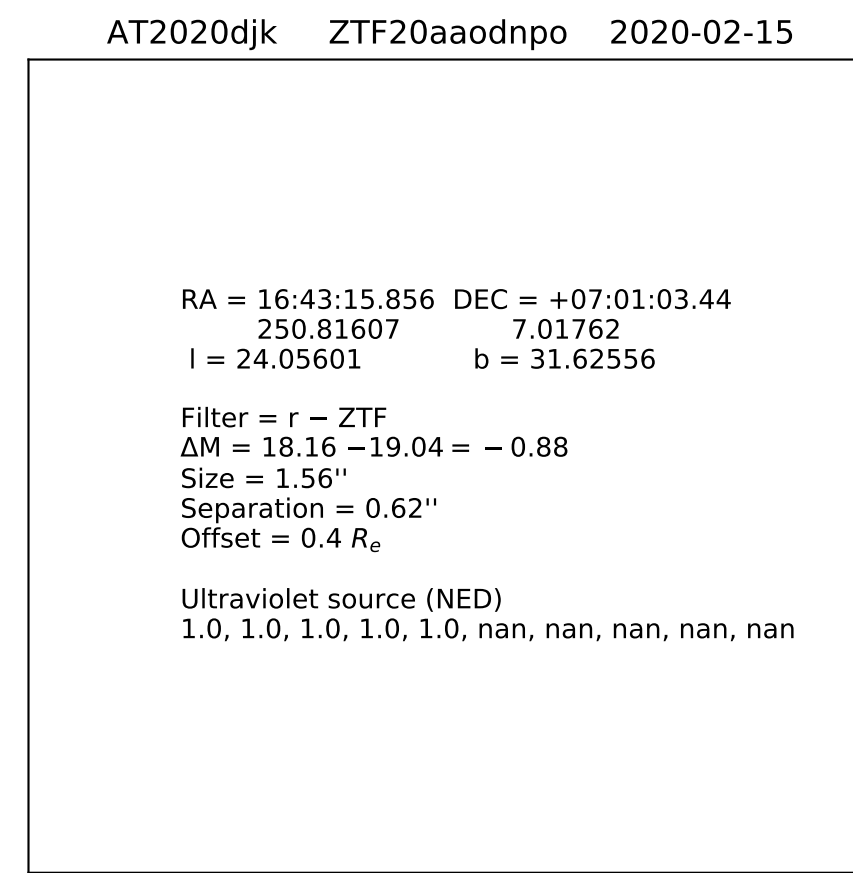 AT2020djk ZTF20aaodnpo 2020-02-15
RA = 16:43:15.856 DEC = +07:01:03.44
250.81607 7.01762
l = 24.05601 b = 31.62556
Filter = r − ZTF
ΔM = 18.16 −19.04 = − 0.88
Size = 1.56''
Separation = 0.62''
Offset = 0.4 Rₑ
Ultraviolet source (NED)
1.0, 1.0, 1.0, 1.0, 1.0, nan, nan, nan, nan, nan